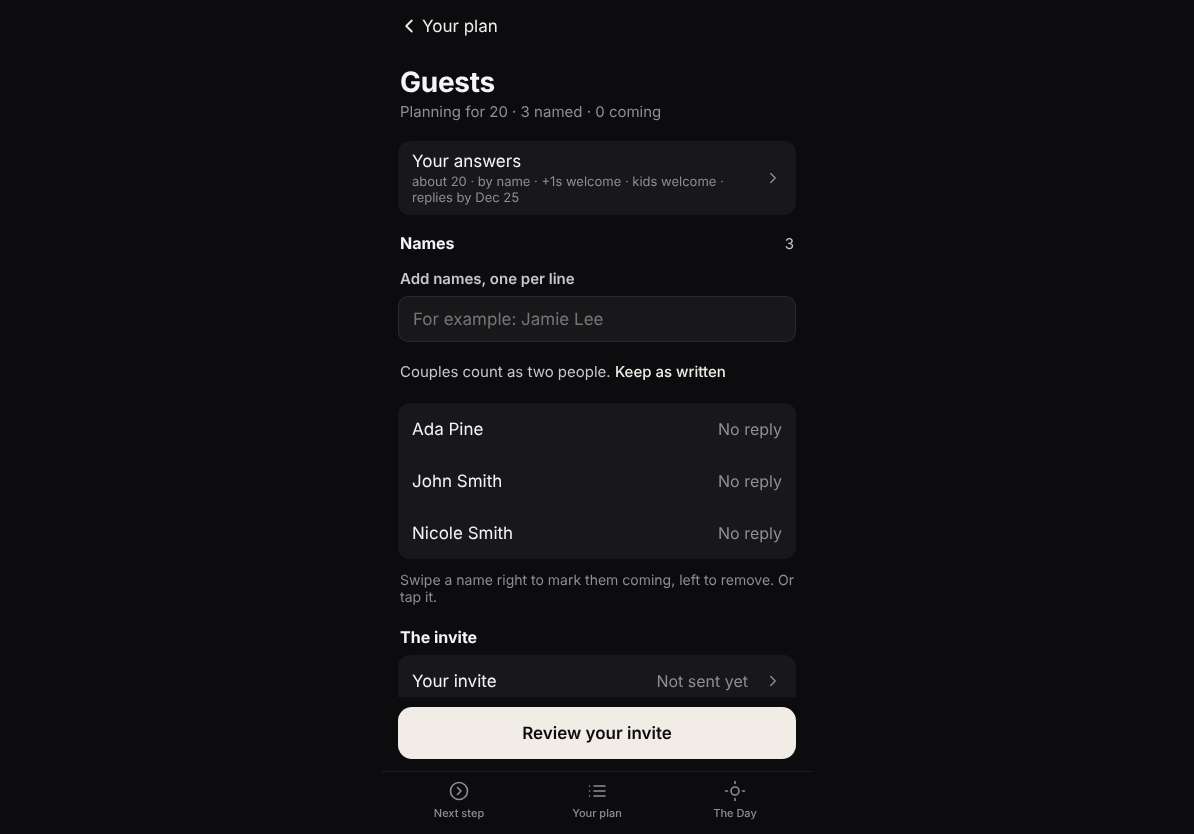 Your plan
Guests
Planning for 20 · 3 named · 0 coming
Your answers
about 20 · by name · +1s welcome · kids welcome ·
replies by Dec 25
Names
3
Add names, one per line
For example: Jamie Lee
Couples count as two people. Keep as written
Ada Pine
No reply
John Smith
No reply
Nicole Smith
No reply
Swipe a name right to mark them coming, left to remove. Or
tap it.
The invite
Your invite
Not sent yet
Review your invite
Next step
Your plan
The Day